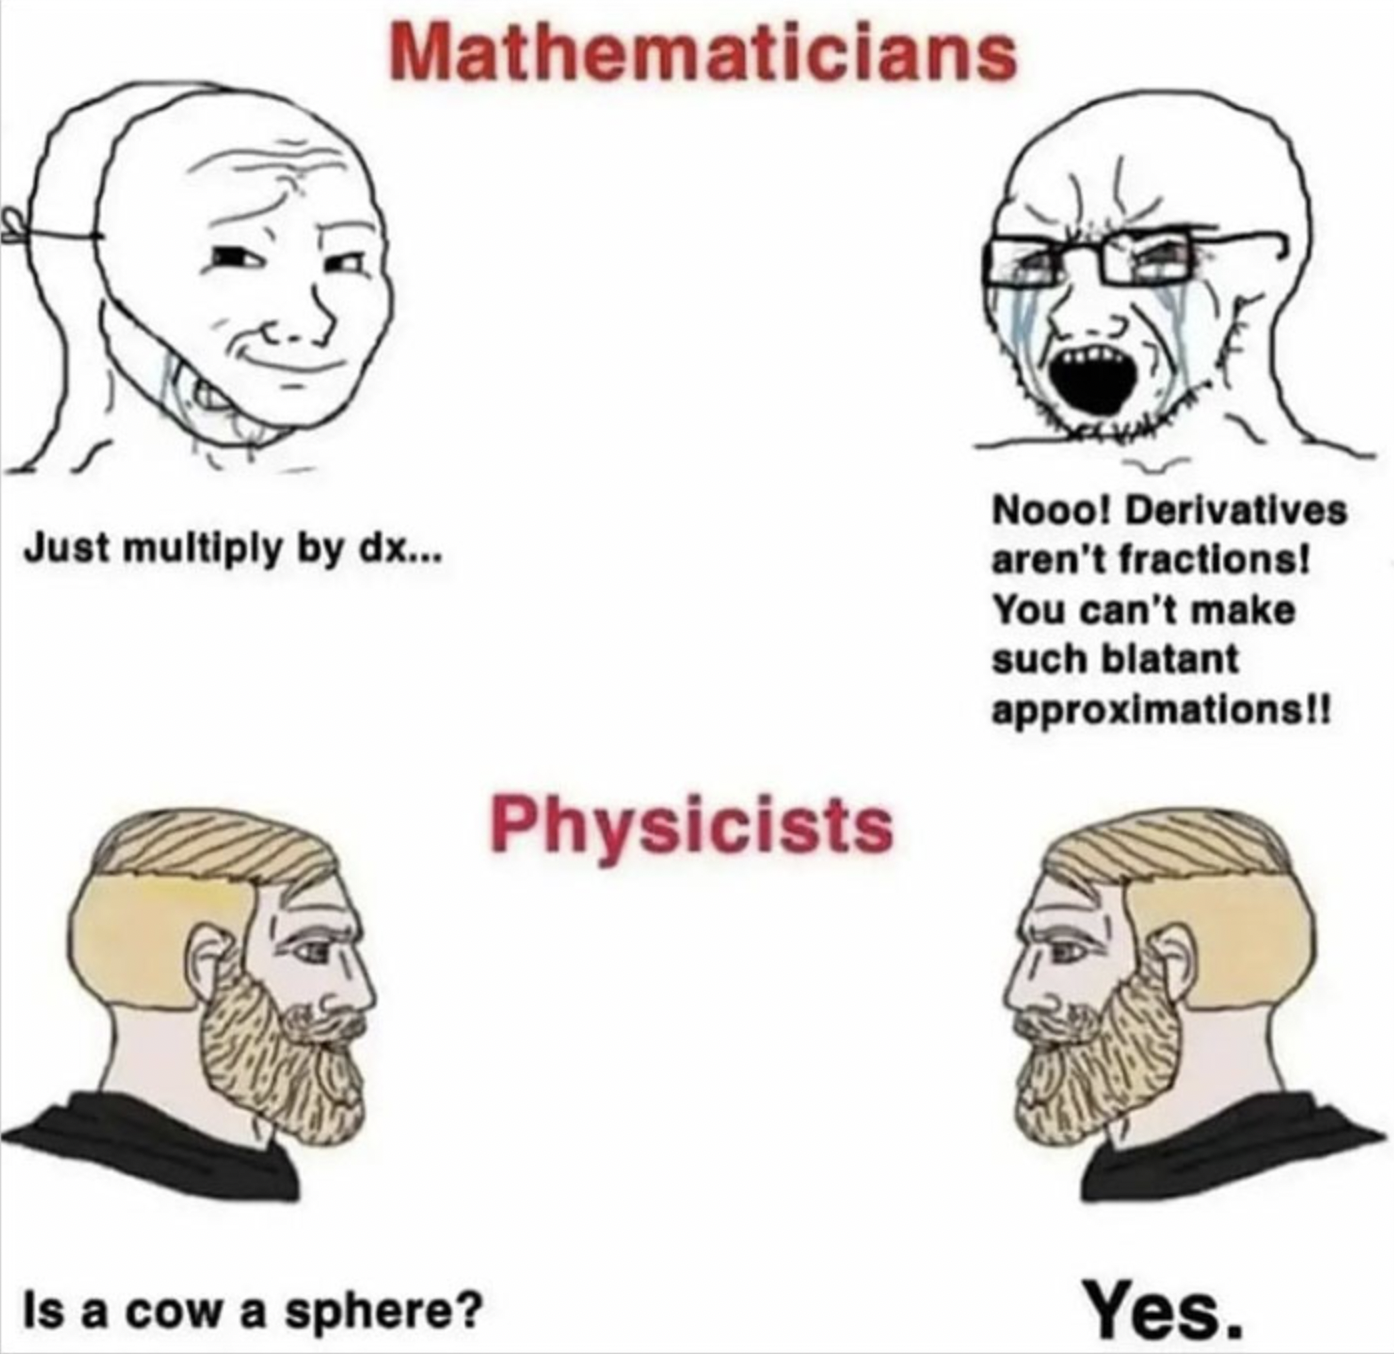 Mathematicians
Just multiply by dx...
Nooo! Derivatives
aren't fractions!
You can't make
such blatant
approximations!!
Physicists
Is a cow a sphere?
Yes.